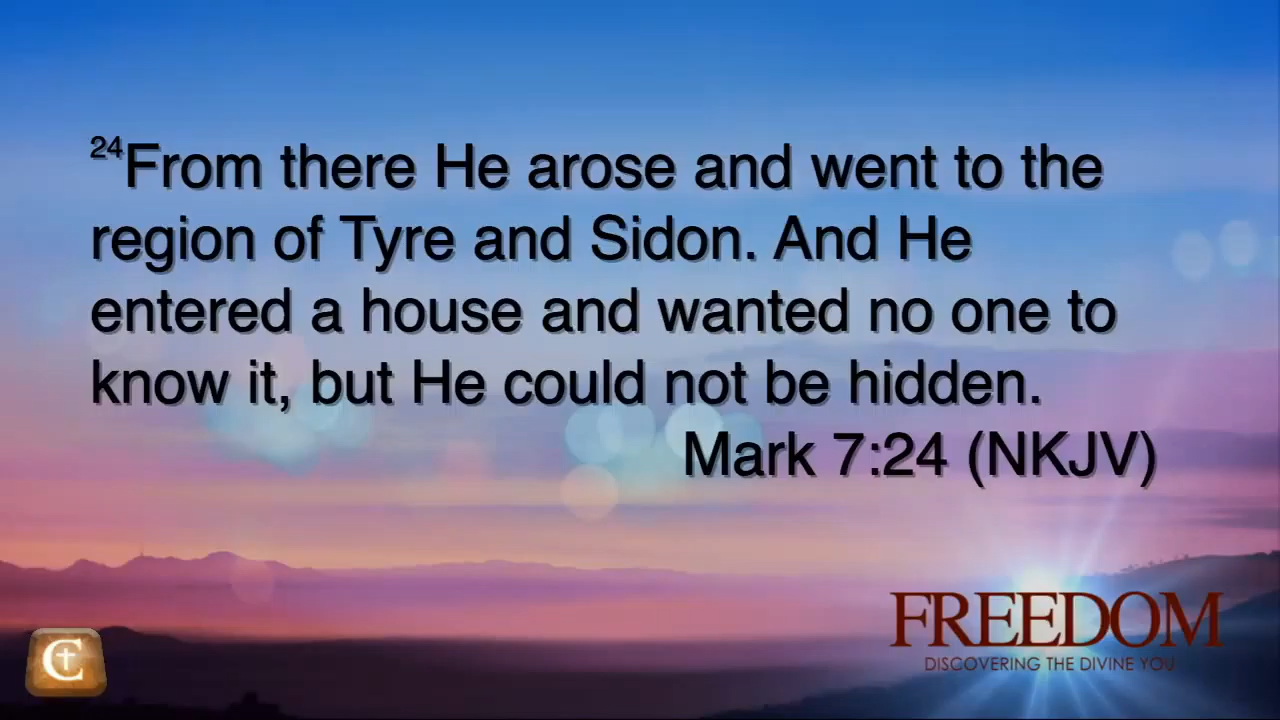 24From there He arose and went to the
region of Tyre and Sidon. And He
entered a house and wanted no one to
know it, but He could not be hidden.
Mark 7:24 (NKJV)
FREEDOM
DISCOVERING THE DIVINE YOU
C